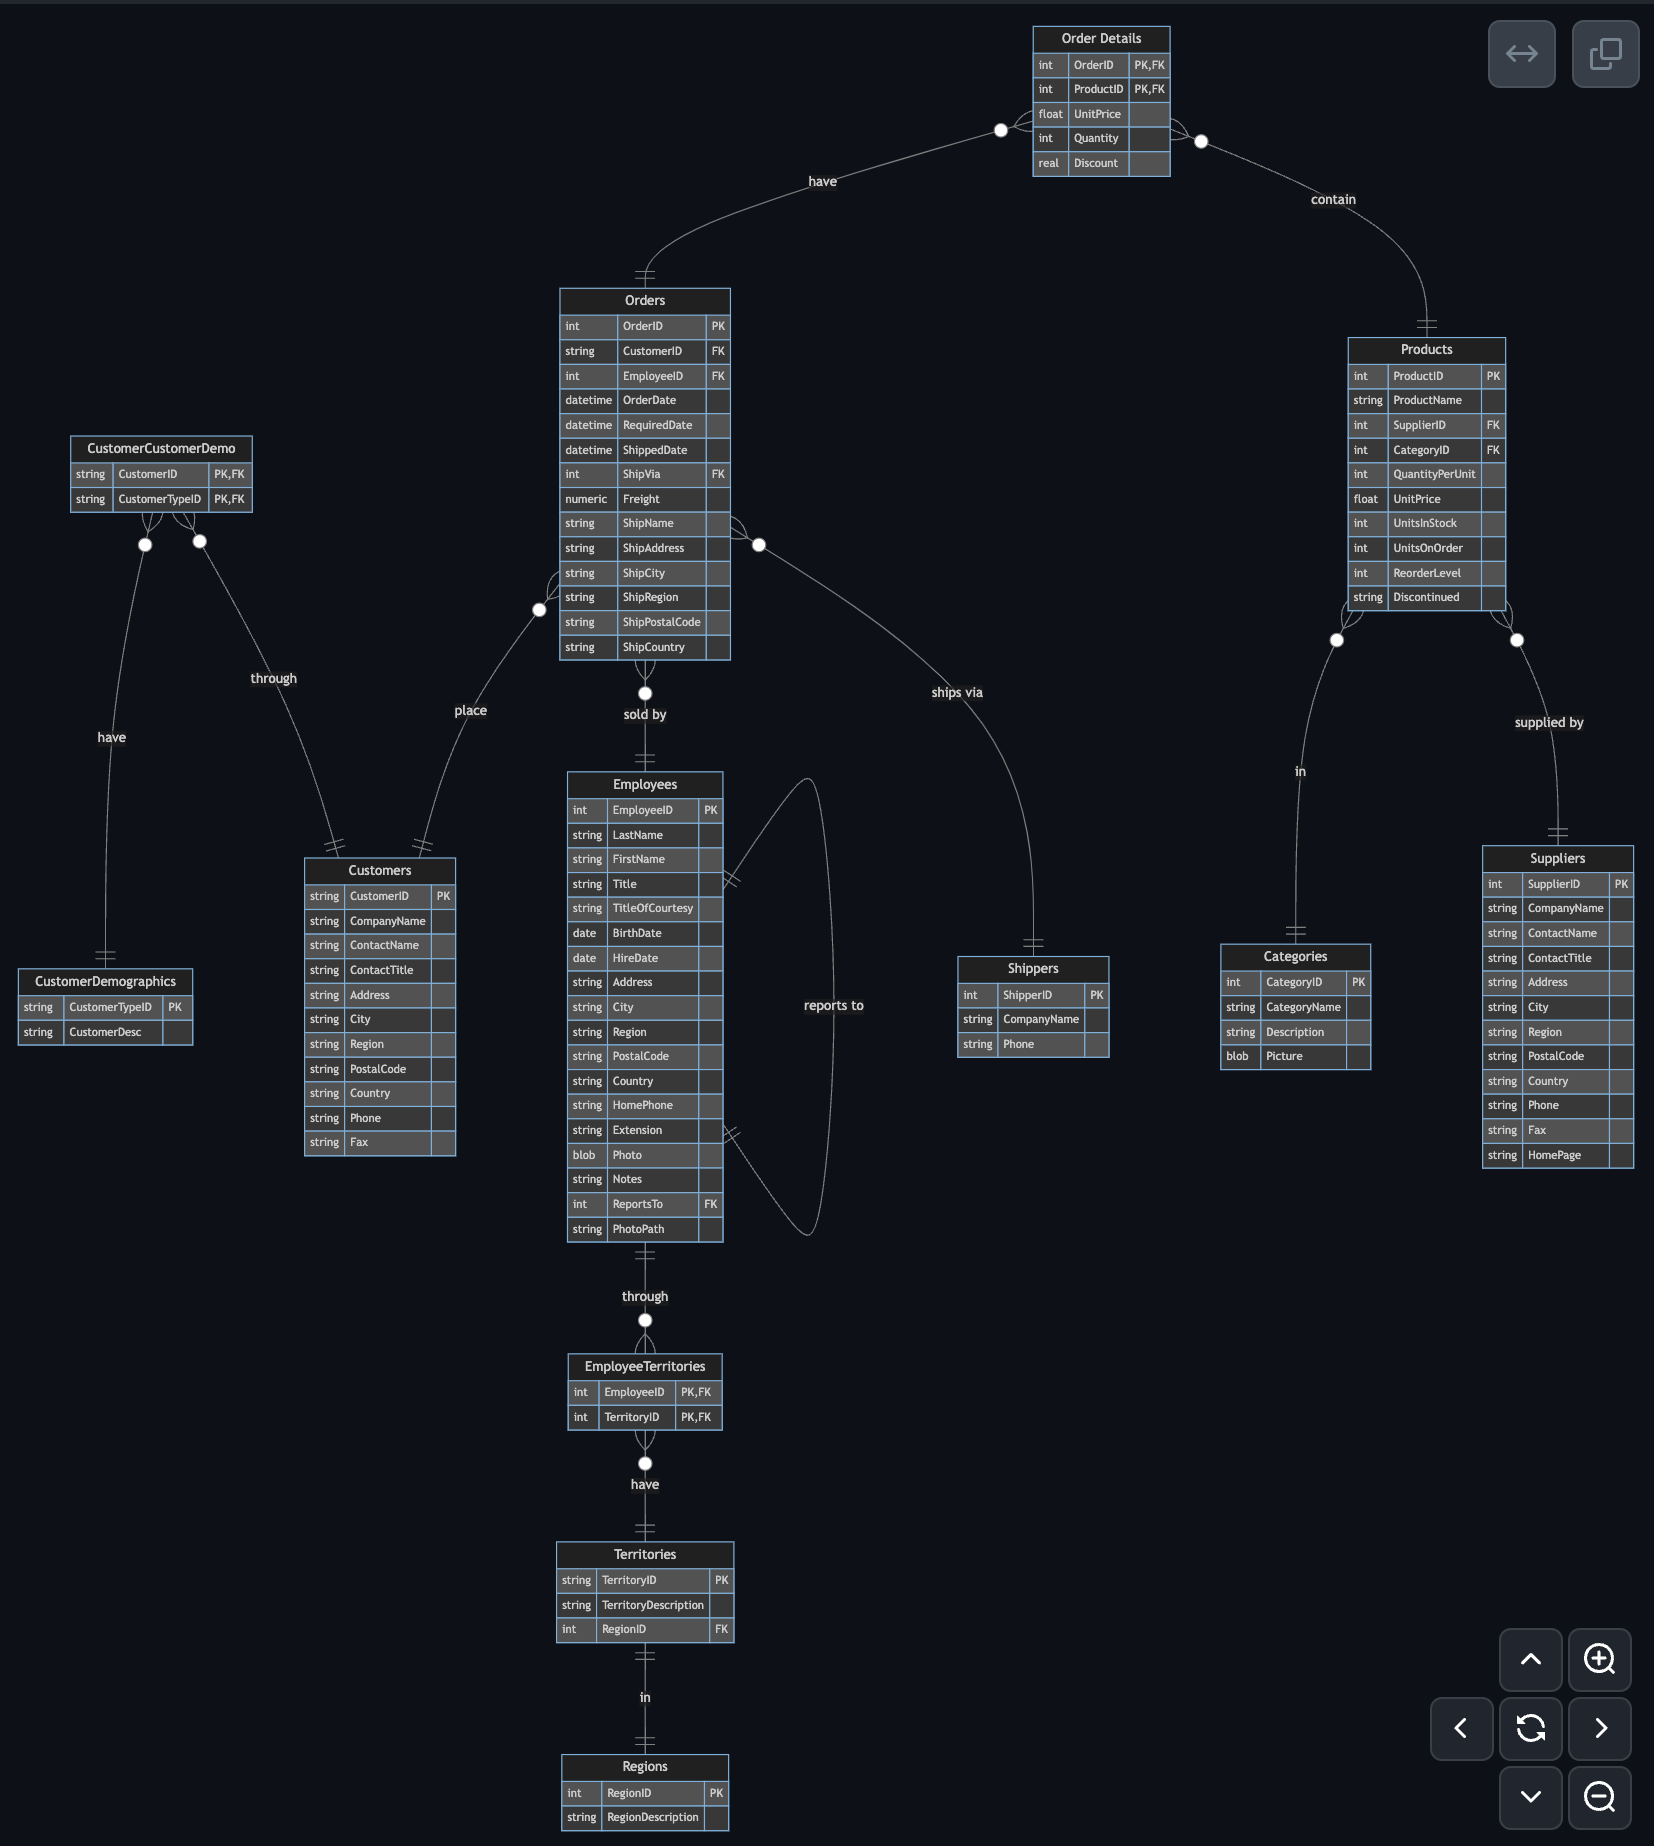 Order Details
int OrderID PK,FK
int ProductID PK,FK
float UnitPrice
int Quantity
real Discount
have
contain
Orders
int OrderID PK
string CustomerID FK
int EmployeeID FK
datetime OrderDate
datetime RequiredDate
datetime ShippedDate
int ShipVia FK
numeric Freight
string ShipName
string ShipAddress
string ShipCity
string ShipRegion
string ShipPostalCode
string ShipCountry
Products
int ProductID PK
string ProductName
int SupplierID FK
int CategoryID FK
int QuantityPerUnit
float UnitPrice
int UnitsInStock
int UnitsOnOrder
int ReorderLevel
string Discontinued
CustomerCustomerDemo
string CustomerID PK,FK
string CustomerTypeID PK,FK
through
have
place
sold by
ships via
in
supplied by
Employees
int EmployeeID PK
string LastName
string FirstName
string Title
string TitleOfCourtesy
date BirthDate
date HireDate
string Address
string City
string Region
string PostalCode
string Country
string HomePhone
string Extension
blob Photo
string Notes
int ReportsTo FK
string PhotoPath
reports to
Customers
string CustomerID PK
string CompanyName
string ContactName
string ContactTitle
string Address
string City
string Region
string PostalCode
string Country
string Phone
string Fax
CustomerDemographics
string CustomerTypeID PK
string CustomerDesc
Shippers
int ShipperID PK
string CompanyName
string Phone
Categories
int CategoryID PK
string CategoryName
string Description
blob Picture
Suppliers
int SupplierID PK
string CompanyName
string ContactName
string ContactTitle
string Address
string City
string Region
string PostalCode
string Country
string Phone
string Fax
string HomePage
through
EmployeeTerritories
int EmployeeID PK,FK
int TerritoryID PK,FK
have
Territories
string TerritoryID PK
string TerritoryDescription
int RegionID FK
in
Regions
int RegionID PK
string RegionDescription